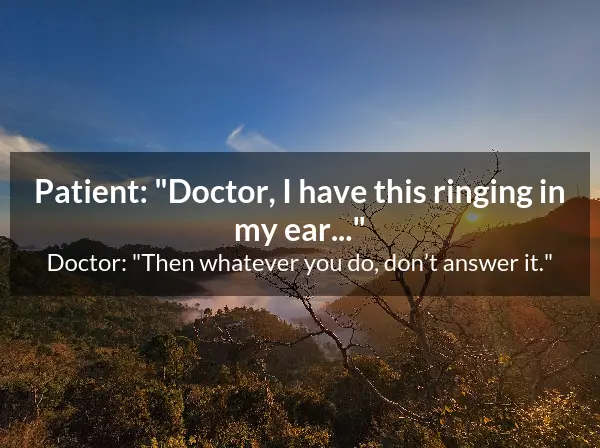 Patient: "Doctor, I have this ringing in
my ear..."
Doctor: "Then whatever you do, don’t answer it."